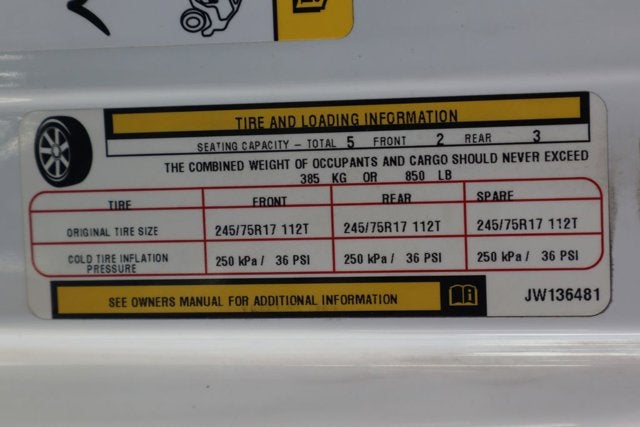 TIRE AND LOADING INFORMATION
SEATING CAPACITY – TOTAL 5 FRONT 2 REAR 3
THE COMBINED WEIGHT OF OCCUPANTS AND CARGO SHOULD NEVER EXCEED
385 KG OR 850 LB
TIRE FRONT REAR SPARE
ORIGINAL TIRE SIZE 245/75R17 112T 245/75R17 112T 245/75R17 112T
COLD TIRE INFLATION PRESSURE 250 kPa / 36 PSI 250 kPa / 36 PSI 250 kPa / 36 PSI
SEE OWNERS MANUAL FOR ADDITIONAL INFORMATION JW136481